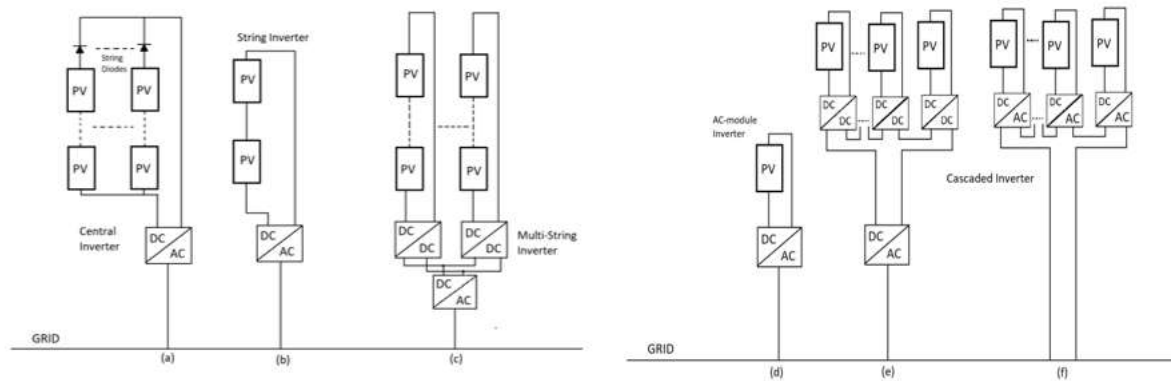 String
Diodes
PV
PV
PV
PV
Central
Inverter
DC
AC
(a)
String Inverter
PV
PV
DC
AC
(b)
PV
PV
PV
PV
DC
DC
DC
DC
Multi-String
Inverter
DC
AC
(c)
GRID
AC-module
Inverter
PV
DC
AC
(d)
PV
PV
PV
DC
DC
DC
DC
DC
DC
DC
AC
(e)
PV
PV
PV
DC
AC
DC
AC
DC
AC
Cascaded Inverter
(f)
GRID